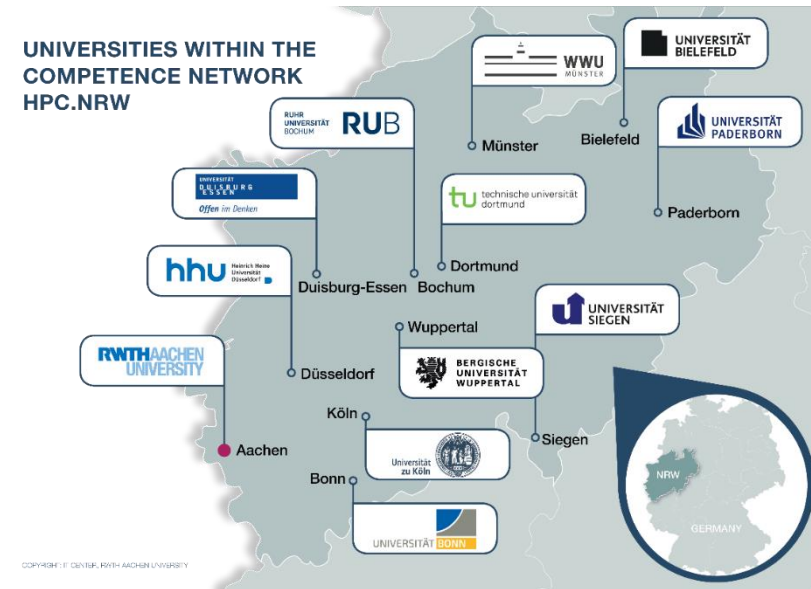 UNIVERSITIES WITHIN THE
COMPETENCE NETWORK
HPC.NRW
WWU
MÜNSTER
UNIVERSITÄT
BIELEFELD
RUHR
UNIVERSITÄT
BOCHUM
RUB
UNIVERSITÄT
PADERBORN
Münster
Bielefeld
UNIVERSITÄT
DUISBURG
ESSEN
Offen im Denken
technische universität
dortmund
Paderborn
hhu
Heinrich Heine
Universität
Düsseldorf
Dortmund
Duisburg-Essen
Bochum
UNIVERSITÄT
SIEGEN
Wuppertal
RWTHAACHEN
UNIVERSITY
BERGISCHE
UNIVERSITÄT
WUPPERTAL
Düsseldorf
Köln
Siegen
Aachen
Universität
zu Köln
Bonn
NRW
GERMANY
UNIVERSITÄT BONN
COPYRIGHT: IT CENTER, RWTH AACHEN UNIVERSITY